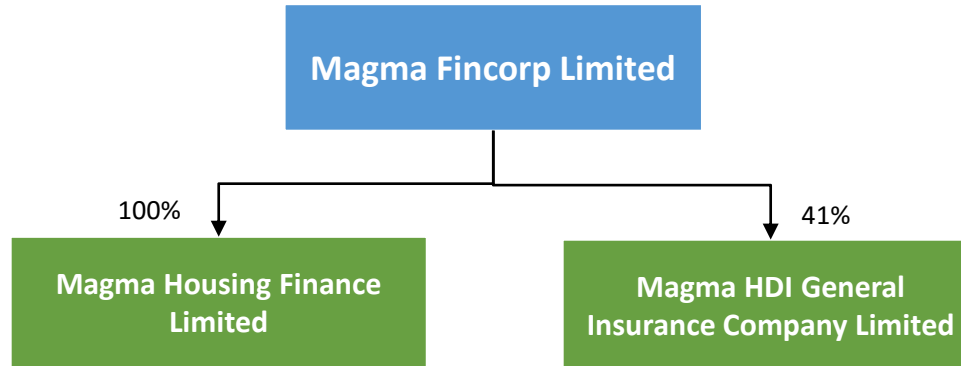 Magma Fincorp Limited
100%
41%
Magma Housing Finance
Limited
Magma HDI General
Insurance Company Limited